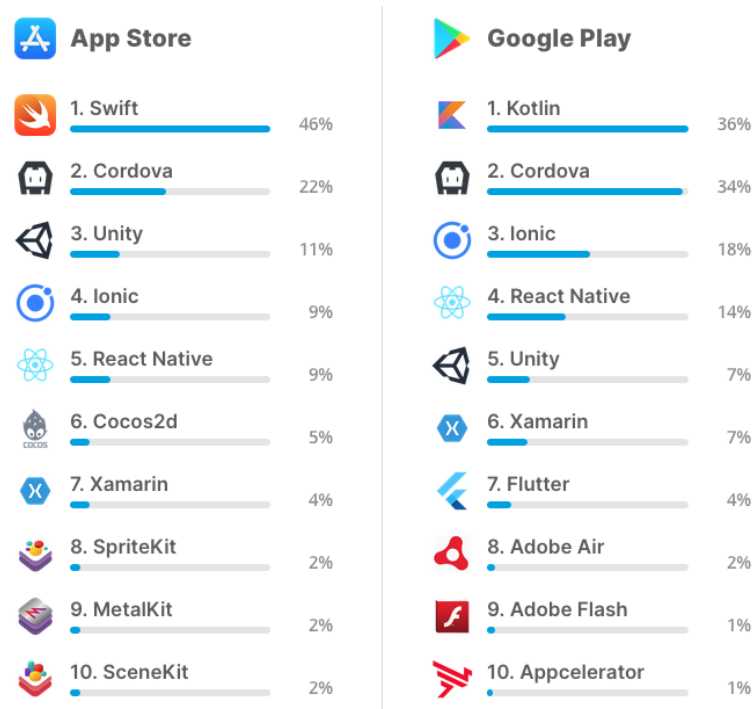 App Store
1. Swift
46%
2. Cordova
22%
3. Unity
11%
4. Ionic
9%
5. React Native
9%
COCOS
6. Cocos2d
5%
7. Xamarin
4%
8. SpriteKit
2%
9. MetalKit
2%
10. SceneKit
2%
Google Play
1. Kotlin
36%
2. Cordova
34%
3. Ionic
18%
4. React Native
14%
5. Unity
7%
6. Xamarin
7%
7. Flutter
4%
8. Adobe Air
2%
9. Adobe Flash
1%
10. Appcelerator
1%